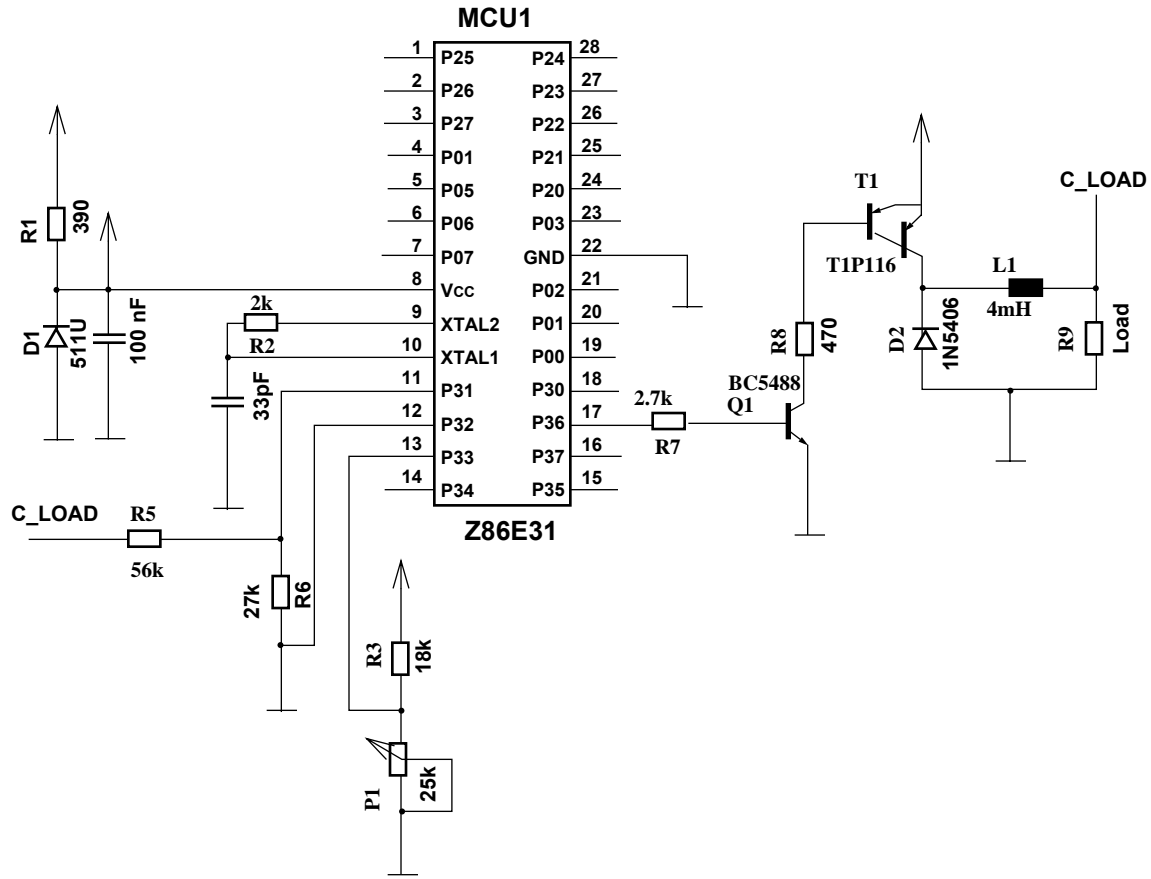 MCU1
1 P25 P24 28
2 P26 P23 27
3 P27 P22 26
4 P01 P21 25
5 P05 P20 24
6 P06 P03 23
7 P07 GND 22
8 VCC P02 21
9 XTAL2 P01 20
10 XTAL1 P00 19
11 P31 P30 18
12 P32 P36 17
13 P33 P37 16
14 P34 P35 15
Z86E31
R1
390
D1
511U
100 nF
2k
R2
33pF
C_LOAD
R5
56k
27k
R6
R3
18k
P1
25k
2.7k
R7
BC5488
Q1
R8
470
T1
T1P116
D2
1N5406
L1
4mH
C_LOAD
R9
Load